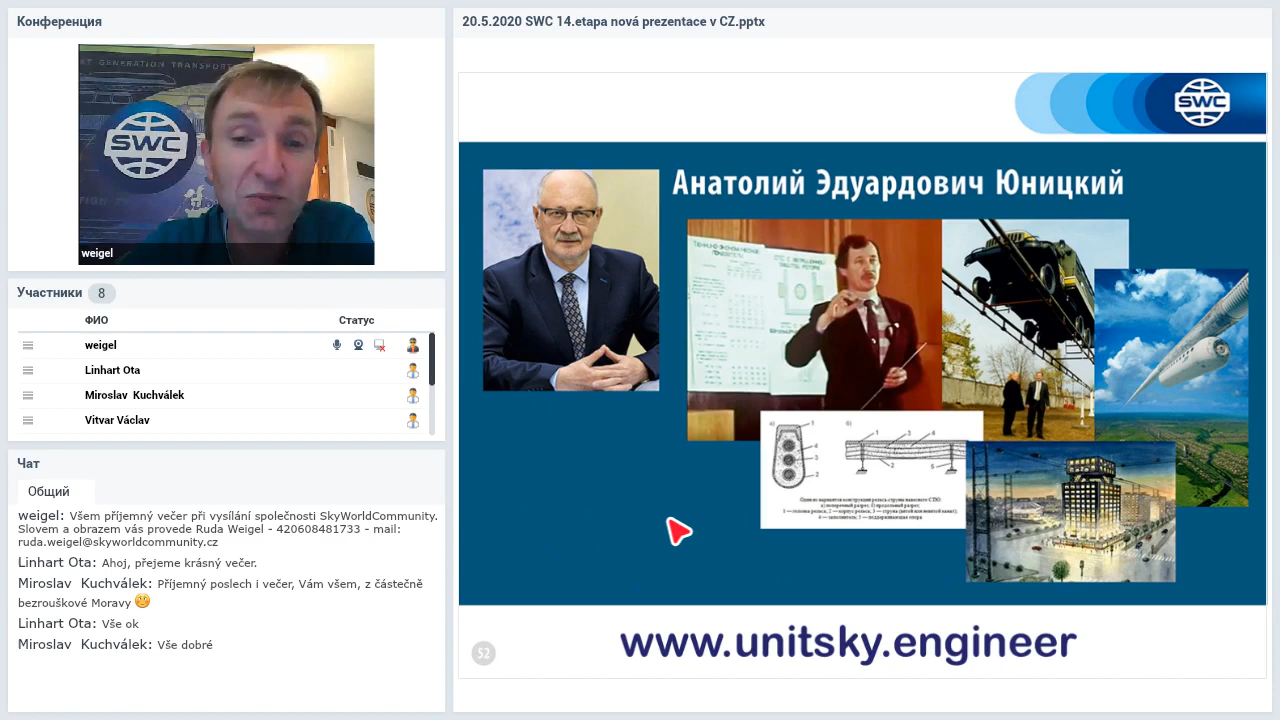 Конференция
SWC
weigel
Участники 8
ФИО Статус
weigel
Linhart Ota
Miroslav Kuchválek
Vitvar Václav
Чат
Общий
weigel: Všem příjemný večer při vysílání společnosti SkyWorldCommunity.
Slovem a obrazem vás provedu Ruda Weigel - 420608481733 - mail:
ruda.weigel@skyworldcommunity.cz
Linhart Ota: Ahoj, přejeme krásný večer.
Miroslav Kuchválek: Příjemný poslech i večer, Vám všem, z částečně
bezrouškové Moravy
Linhart Ota: Vše ok
Miroslav Kuchválek: Vše dobré
20.5.2020 SWC 14.etapa nová prezentace v CZ.pptx
SWC
Анатолий Эдуардович Юницкий
www.unitsky.engineer
52